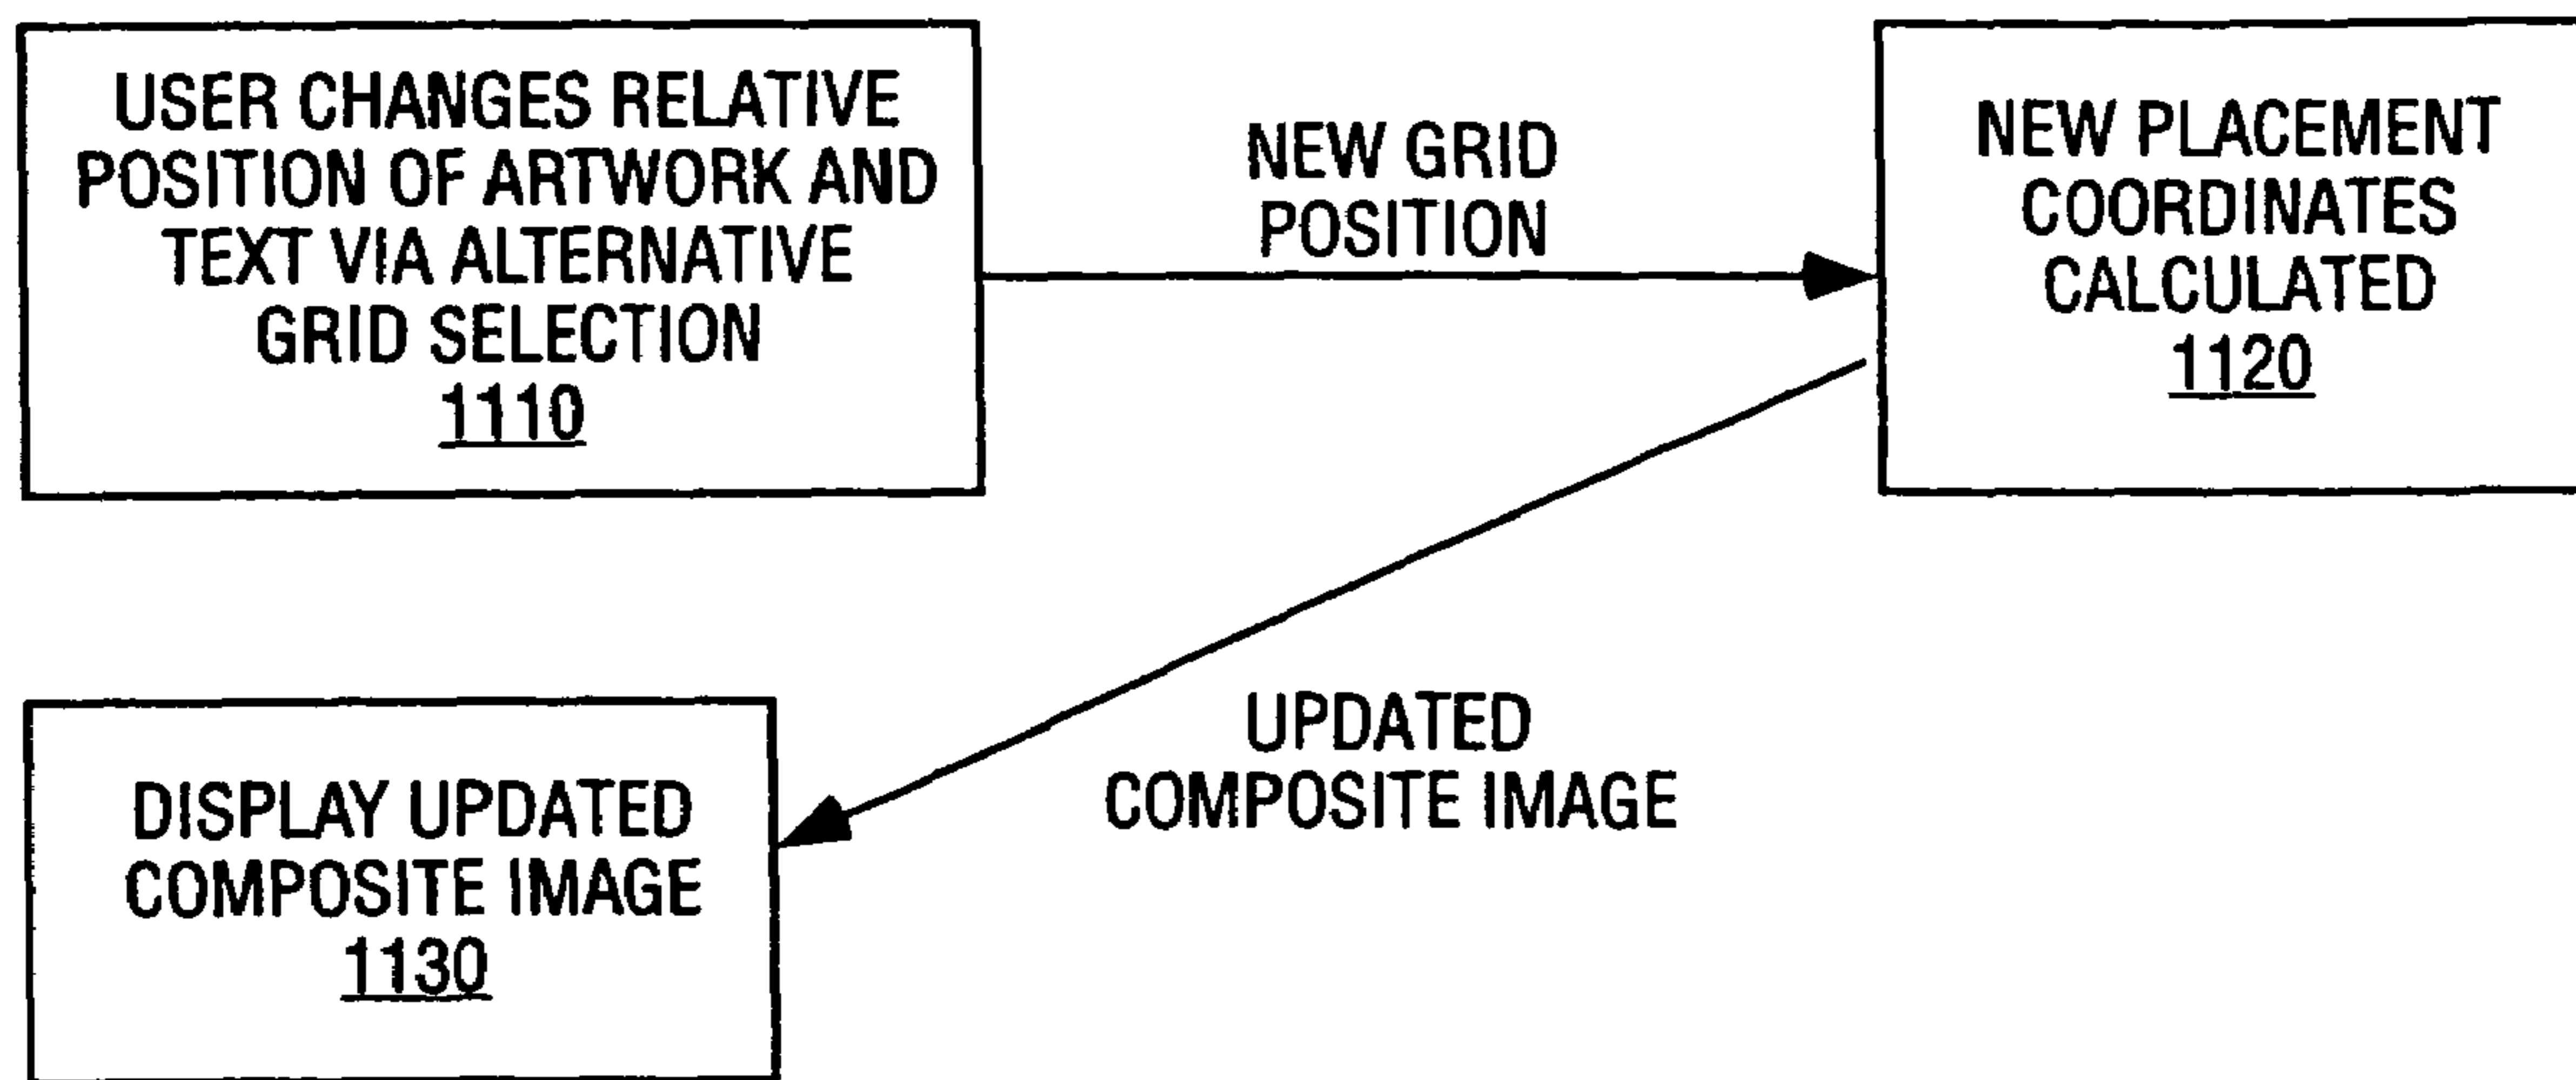 USER CHANGES RELATIVE
POSITION OF ARTWORK AND
TEXT VIA ALTERNATIVE
GRID SELECTION
1110
NEW GRID
POSITION
NEW PLACEMENT
COORDINATES
CALCULATED
1120
UPDATED
COMPOSITE IMAGE
DISPLAY UPDATED
COMPOSITE IMAGE
1130